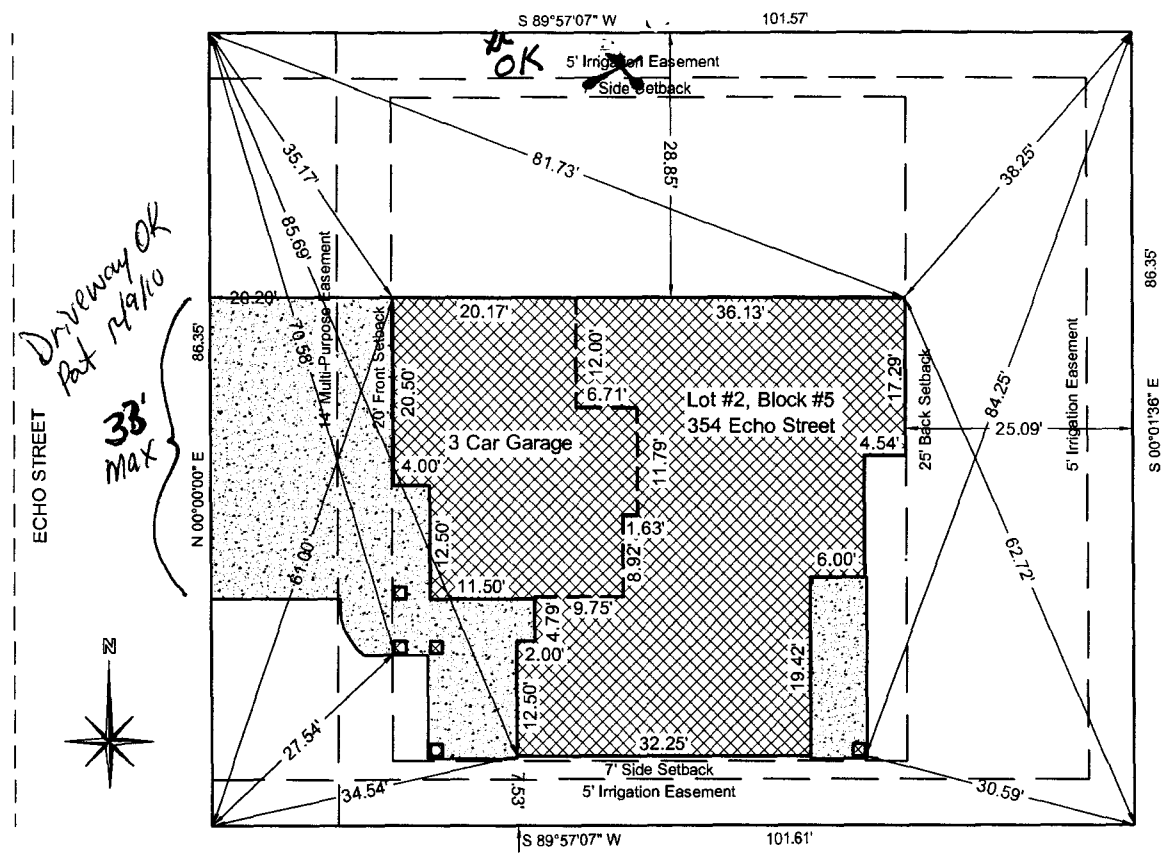 S 89°57'07" W
101.57'
OK
5' Irrigation Easement
Side Setback
35.17'
81.73'
28.85'
38.25'
Driveway OK
Pat 12/9/10
33'
max
85.69'
70.58'
14' Multi-Purpose Easement
20' Front Setback
20.20'
20.17'
36.13'
86.35'
86.35'
12.00'
20.50'
6.71'
17.29'
Lot #2, Block #5
354 Echo Street
3 Car Garage
25' Back Setback
84.25'
25.09'
5' Irrigation Easement
S 00°01'36" E
4.54'
11.79'
4.00'
ECHO STREET
N 00°00'00" E
12.50'
1.63'
8.92'
61.00'
62.72'
6.00'
11.50'
9.75'
4.79'
2.00'
N
19.42'
12.50'
27.54'
32.25'
7' Side Setback
5' Irrigation Easement
34.54'
7.53'
30.59'
S 89°57'07" W
101.61'